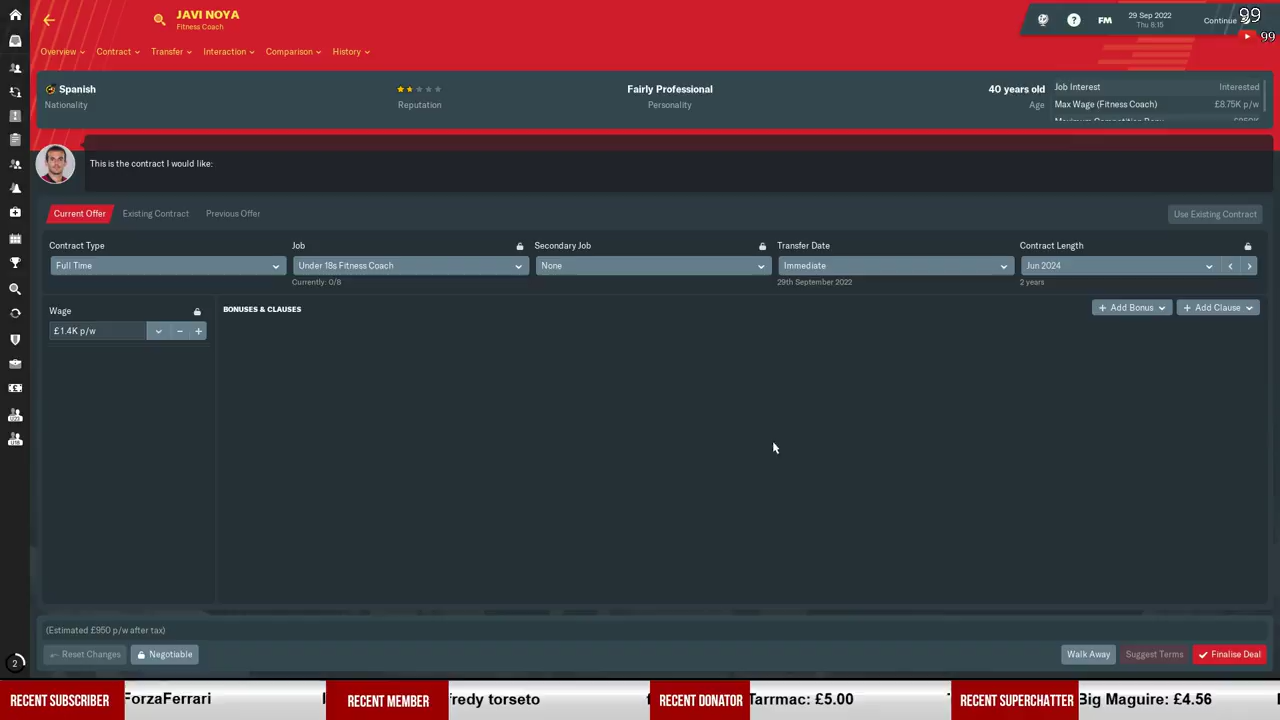 JAVI NOYA
Fitness Coach
FM
29 Sep 2022
Thu 8:15
Continue
99
99
Overview
Contract
Transfer
Interaction
Comparison
History
Spanish
Nationality
Reputation
Fairly Professional
Personality
40 years old
Age
Job Interest
Interested
Max Wage (Fitness Coach)
£8.75K p/w
This is the contract I would like:
Current Offer
Existing Contract
Previous Offer
Use Existing Contract
Contract Type
Job
Secondary Job
Transfer Date
Contract Length
Full Time
Under 18s Fitness Coach
None
Immediate
Jun 2024
Currently: 0/8
29th September 2022
2 years
Wage
BONUSES & CLAUSES
+ Add Bonus
+ Add Clause
£1.4K p/w
- +
(Estimated £950 p/w after tax)
Reset Changes
Negotiable
Walk Away
Suggest Terms
Finalise Deal
U23
U18
2
RECENT SUBSCRIBER
ForzaFerrari
RECENT MEMBER
fredy torseto
RECENT DONATOR
Tarrmac: £5.00
RECENT SUPERCHATTER
Big Maguire: £4.56